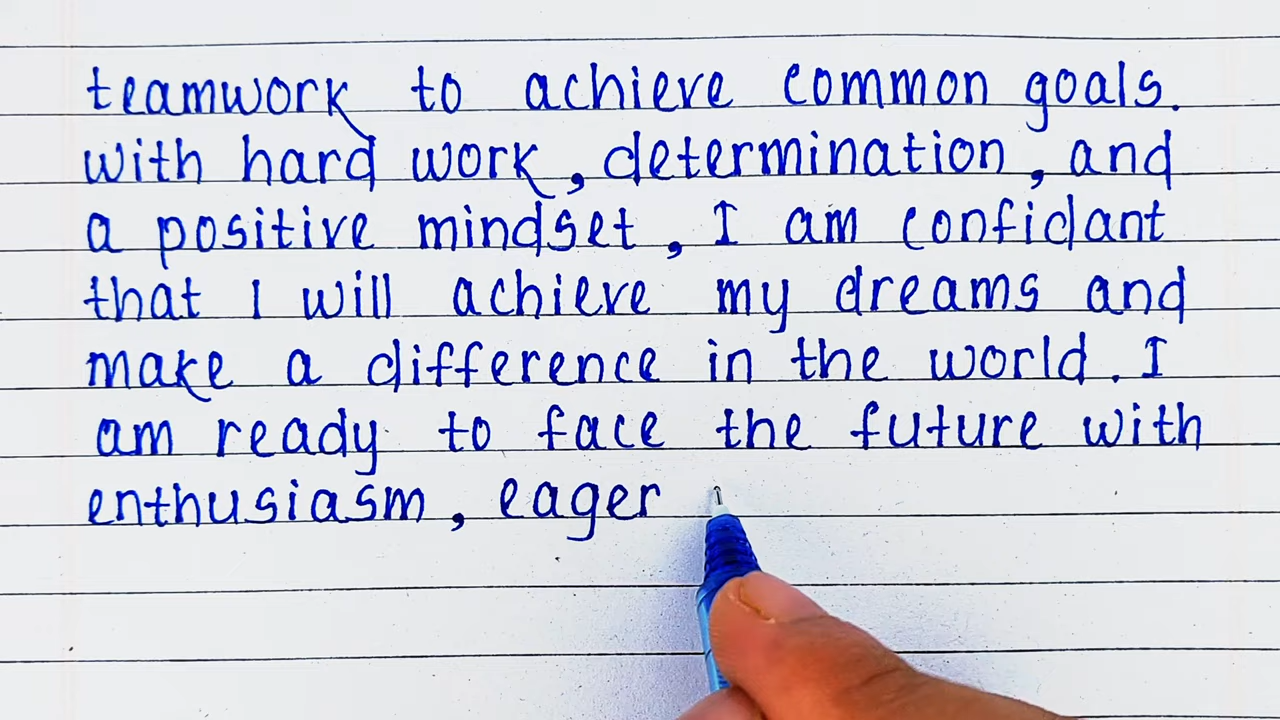 teamwork to achieve common goals.
with hard work, determination, and
a positive mindset, I am confidant
that I will achieve my dreams and
make a difference in the world. I
am ready to face the future with
enthusiasm, eager